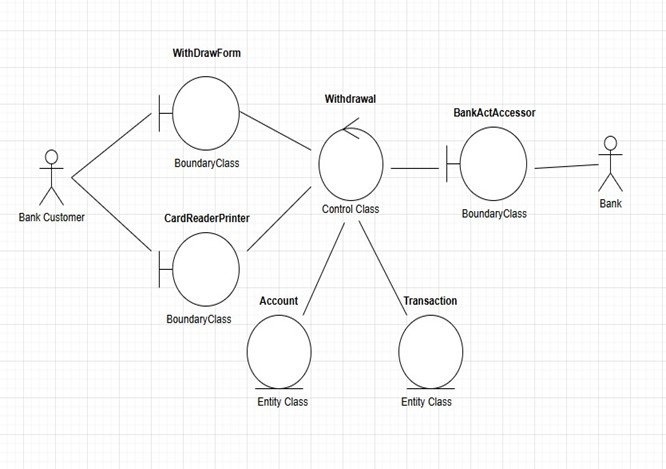 WithDrawForm
BoundaryClass
Withdrawal
Control Class
BankActAccessor
BoundaryClass
Bank Customer
Bank
CardReaderPrinter
BoundaryClass
Account
Entity Class
Transaction
Entity Class